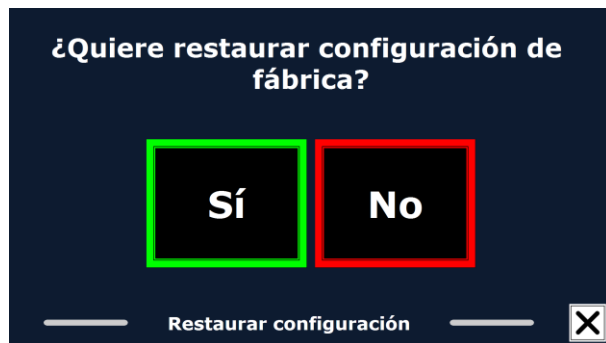 ¿Quiere restaurar configuración de
fábrica?
Sí
No
Restaurar configuración